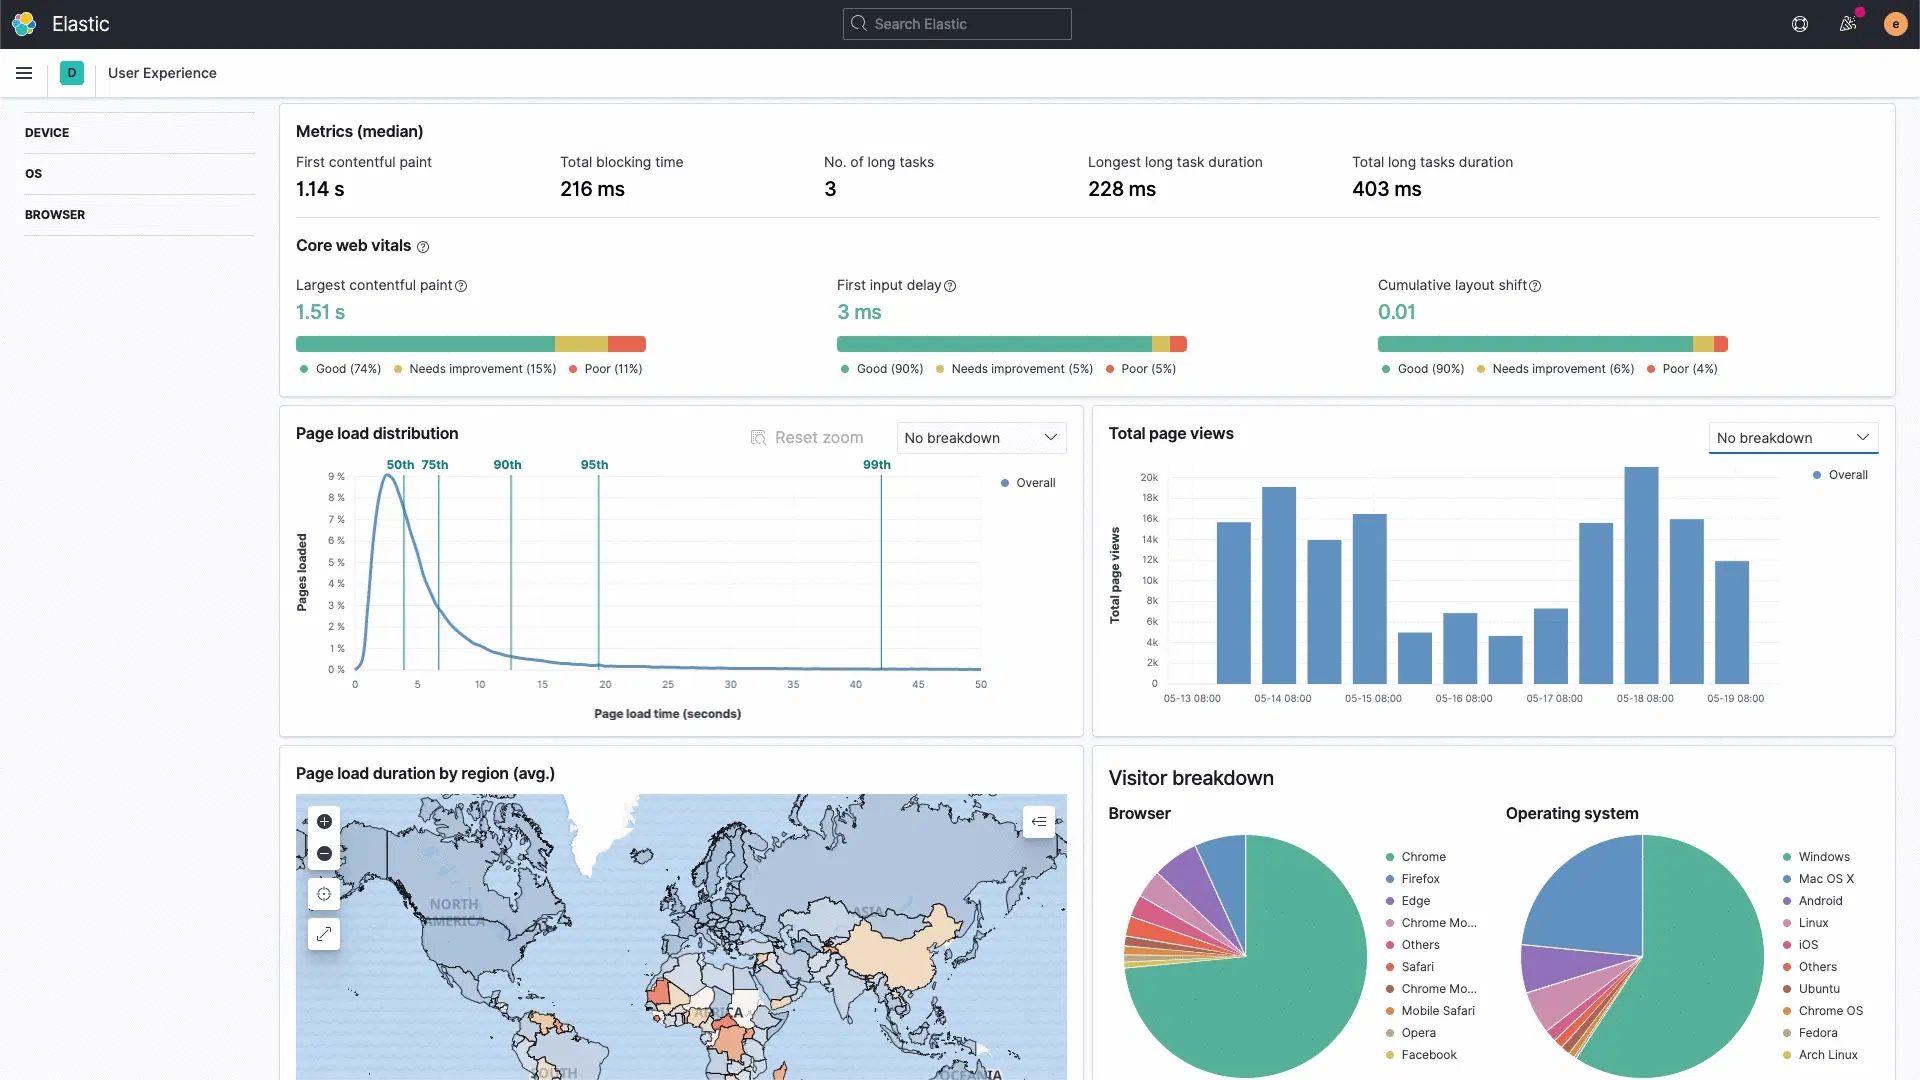 Elastic
Search Elastic
e
D
User Experience
DEVICE
OS
BROWSER
Metrics (median)
First contentful paint
1.14 s
Total blocking time
216 ms
No. of long tasks
3
Longest long task duration
228 ms
Total long tasks duration
403 ms
Core web vitals
Largest contentful paint
1.51 s
Good (74%) Needs improvement (15%) Poor (11%)
First input delay
3 ms
Good (90%) Needs improvement (5%) Poor (5%)
Cumulative layout shift
0.01
Good (90%) Needs improvement (6%) Poor (4%)
Page load distribution
Reset zoom
No breakdown
50th 75th 90th 95th 99th
Overall
Pages loaded
9 %
8 %
7 %
6 %
5 %
4 %
3 %
2 %
1 %
0 %
0 5 10 15 20 25 30 35 40 45 50
Page load time (seconds)
Total page views
No breakdown
Overall
Total page views
20k
18k
16k
14k
12k
10k
8k
6k
4k
2k
0
05-13 08:00 05-14 08:00 05-15 08:00 05-16 08:00 05-17 08:00 05-18 08:00 05-19 08:00
Page load duration by region (avg.)
NORTH
AMERICA
ASIA
AFRICA
SOUTH
OCEANIA
Visitor breakdown
Browser
Chrome
Firefox
Edge
Chrome Mo...
Others
Safari
Chrome Mo...
Mobile Safari
Opera
Facebook
Operating system
Windows
Mac OS X
Android
Linux
iOS
Others
Ubuntu
Chrome OS
Fedora
Arch Linux